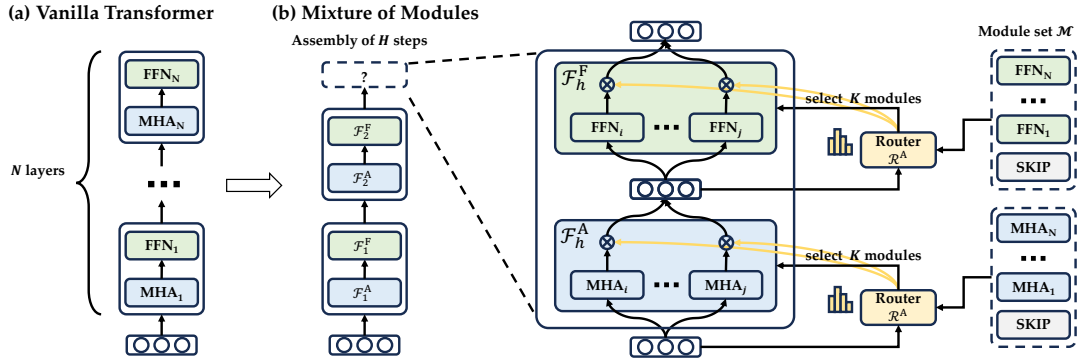 (a) Vanilla Transformer
FFN_N
MHA_N
N layers
FFN_1
MHA_1
(b) Mixture of Modules
Assembly of H steps
?
ℱ_2^F
ℱ_2^A
ℱ_1^F
ℱ_1^A
ℱ_h^F
FFN_i
FFN_j
ℱ_h^A
MHA_i
MHA_j
select K modules
Router
ℛ^A
select K modules
Router
ℛ^A
Module set ℳ
FFN_N
FFN_1
SKIP
MHA_N
MHA_1
SKIP